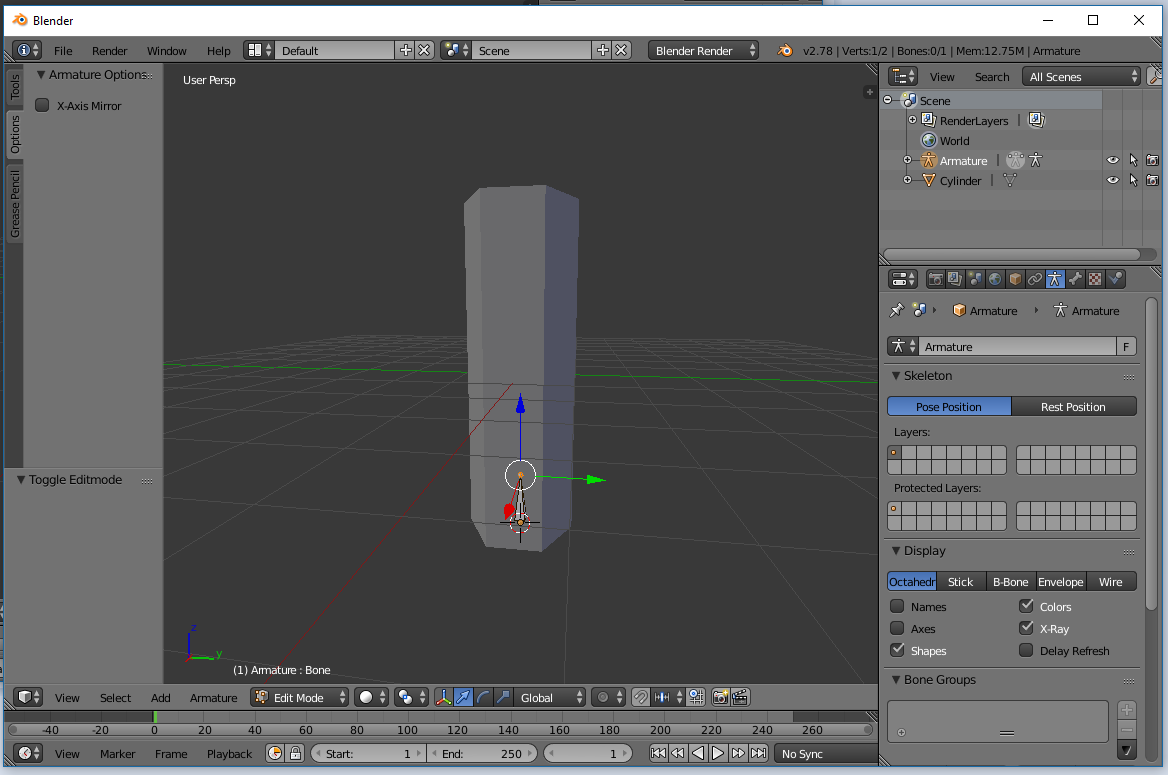 Blender
File Render Window Help Default Scene Blender Render v2.78 | Verts:1/2 | Bones:0/1 | Mem:12.75M | Armature
Tools
Options
Grease Pencil
Armature Options
X-Axis Mirror
Toggle Editmode
User Persp
z
y
(1) Armature : Bone
View Select Add Armature Edit Mode Global
-40 -20 0 20 40 60 80 100 120 140 160 180 200 220 240 260
View Marker Frame Playback Start: 1 End: 250 1 No Sync
View Search All Scenes
Scene
RenderLayers |
World
Armature |
Cylinder |
Armature Armature
Armature F
Skeleton
Pose Position Rest Position
Layers:
Protected Layers:
Display
Octahedr Stick B-Bone Envelope Wire
Names Colors
Axes X-Ray
Shapes Delay Refresh
Bone Groups